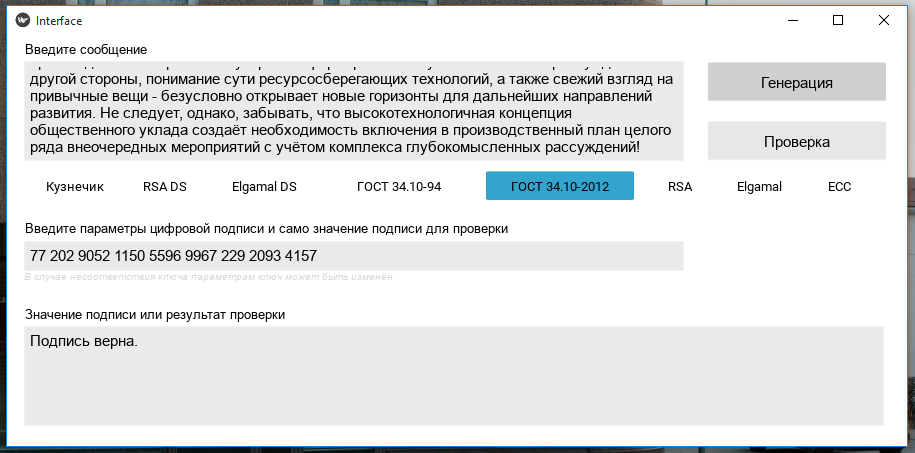 Interface
Введите сообщение
другой стороны, понимание сути ресурсосберегающих технологий, а также свежий взгляд на
привычные вещи - безусловно открывает новые горизонты для дальнейших направлений
развития. Не следует, однако, забывать, что высокотехнологичная концепция
общественного уклада создаёт необходимость включения в производственный план целого
ряда внеочередных мероприятий с учётом комплекса глубокомысленных рассуждений!
Генерация
Проверка
Кузнечик RSA DS Elgamal DS ГОСТ 34.10-94 ГОСТ 34.10-2012 RSA Elgamal ECC
Введите параметры цифровой подписи и само значение подписи для проверки
77 202 9052 1150 5596 9967 229 2093 4157
В случае несоответствия ключа параметрам ключ может быть изменён
Значение подписи или результат проверки
Подпись верна.